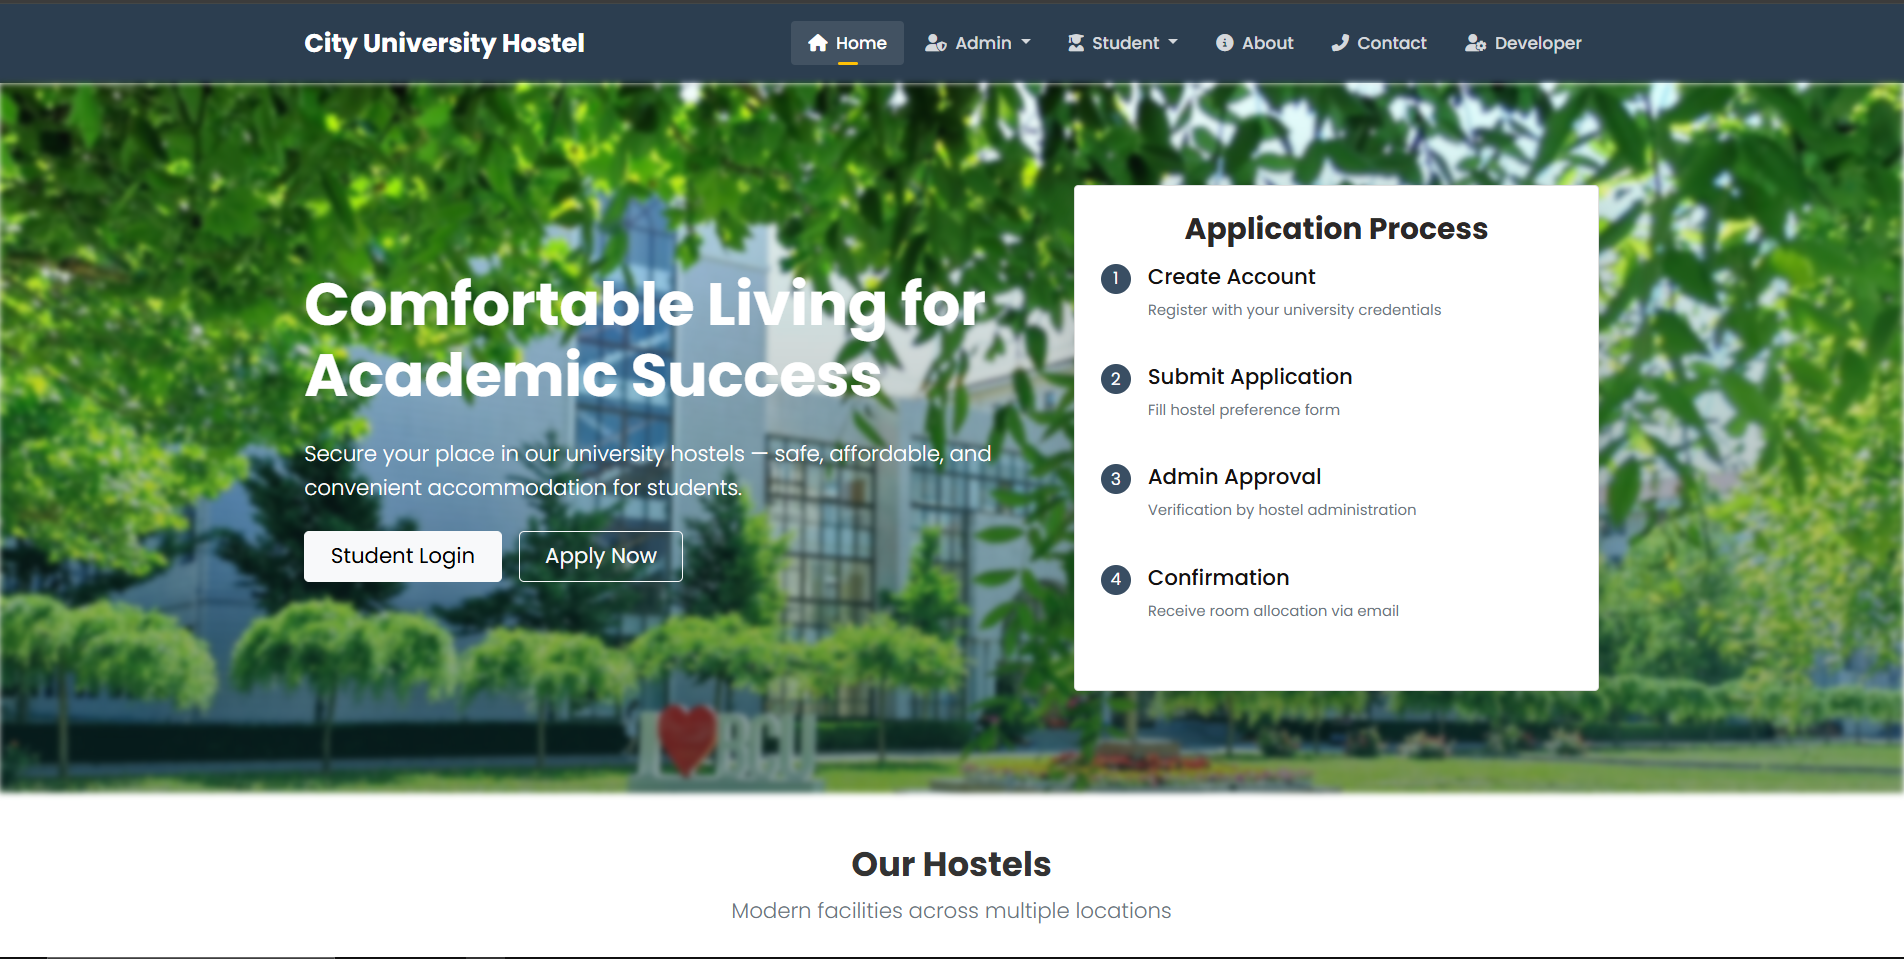 City University Hostel
Home
Admin
Student
About
Contact
Developer
Comfortable Living for
Academic Success
Secure your place in our university hostels — safe, affordable, and
convenient accommodation for students.
Student Login
Apply Now
Application Process
1 Create Account
Register with your university credentials
2 Submit Application
Fill hostel preference form
3 Admin Approval
Verification by hostel administration
4 Confirmation
Receive room allocation via email
I BCU
Our Hostels
Modern facilities across multiple locations